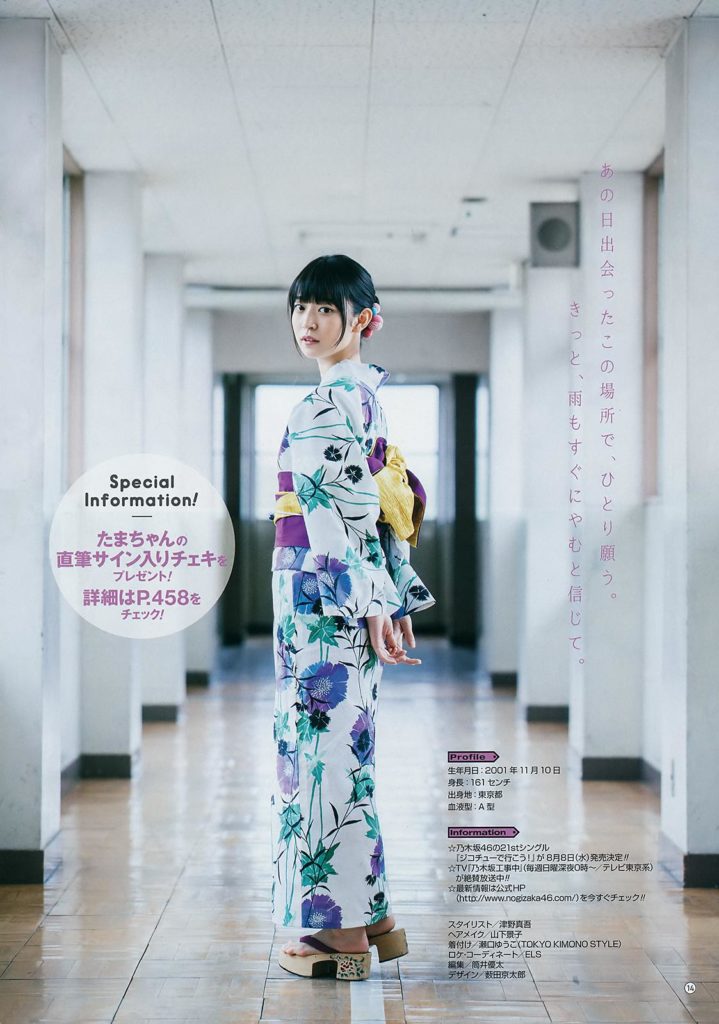 あの日出会ったこの場所で、ひとり願う。
きっと、雨もすぐにやむと信じて。
Special
Information!
たまちゃんの
直筆サイン入りチェキを
プレゼント!
詳細はP.458を
チェック!
Profile
生年月日:2001年11月10日
身長:161センチ
出身地:東京都
血液型:A型
Information
☆乃木坂46の21stシングル
『ジコチューで行こう!』が8月8日(水)発売決定!!
☆TV『乃木坂工事中』(毎週日曜深夜0時〜/テレビ東京系)
が絶賛放送中!!
☆最新情報は公式HP
(http://www.nogizaka46.com/)を今すぐチェック!!
スタイリスト/津野真吾
ヘアメイク/山下景子
着付け/瀬口ゆうこ(TOKYO KIMONO STYLE)
ロケ・コーディネート/ELS
編集/筒井優太
デザイン/薮田京太郎
14